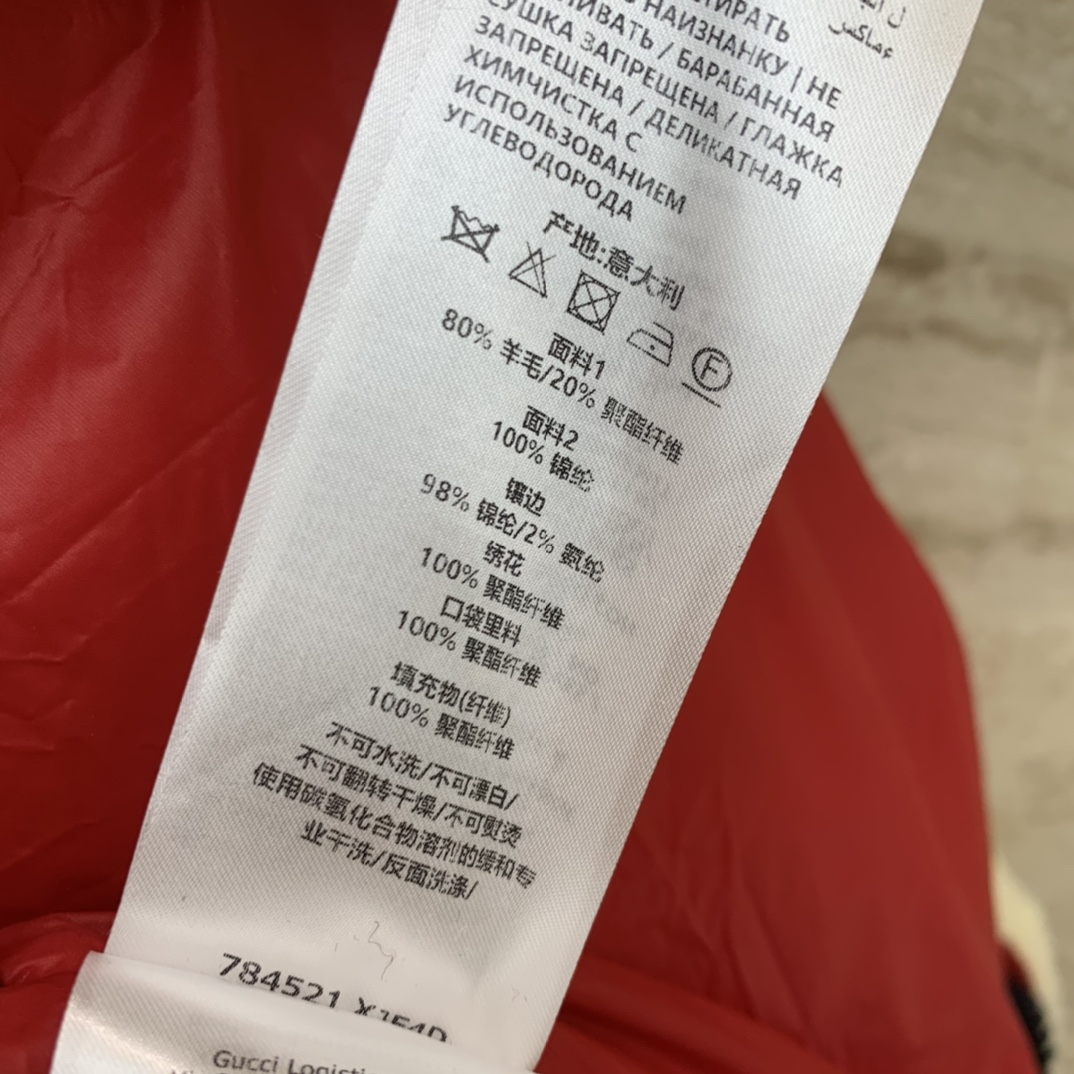 НАИЗНАНКУ | НЕ
/ БАРАБАННАЯ
СУШКА ЗАПРЕЩЕНА / ГЛАЖКА
ЗАПРЕЩЕНА / ДЕЛИКАТНАЯ
ХИМЧИСТКА С
ИСПОЛЬЗОВАНИЕМ
УГЛЕВОДОРОДА
产地:意大利
F
面料1
80% 羊毛/20% 聚酯纤维
面料2
100% 锦纶
镶边
98% 锦纶/2% 氨纶
绣花
100% 聚酯纤维
口袋里料
100% 聚酯纤维
填充物(纤维)
100% 聚酯纤维
不可水洗/不可漂白/
不可翻转干燥/不可熨烫
使用碳氢化合物溶剂的缓和专
业干洗/反面洗涤/
784521
Gucci